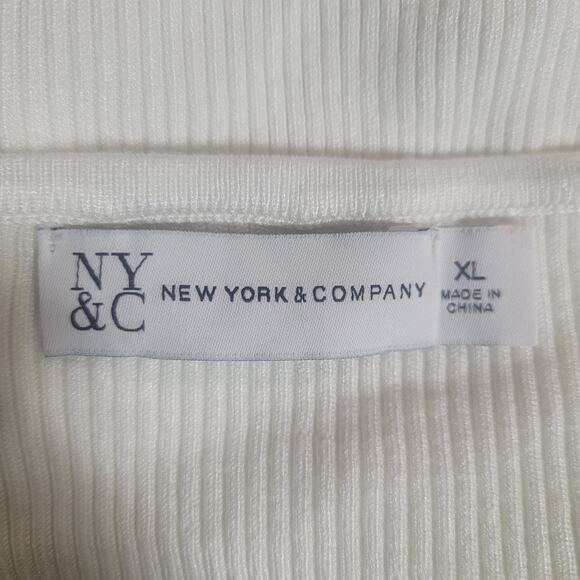 NY
&C
NEW YORK & COMPANY
XL
MADE IN
CHINA